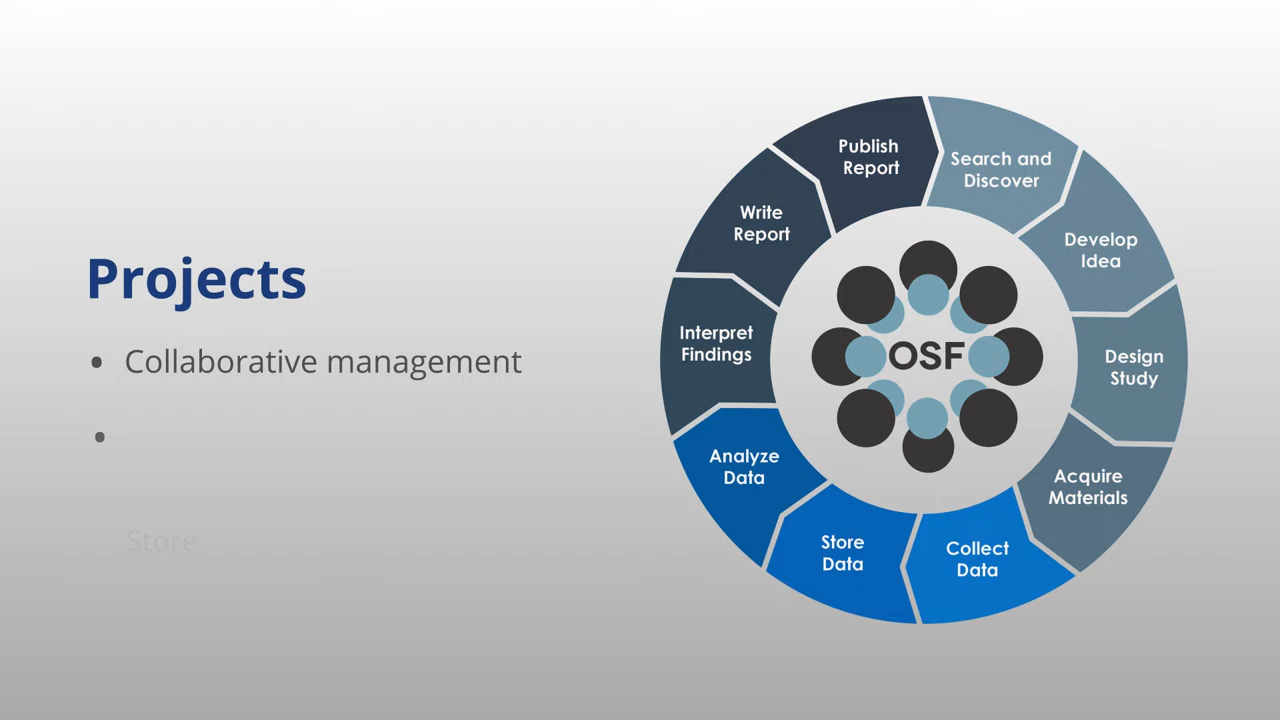 Projects
• Collaborative management
•
Store
Publish
Report
Search and
Discover
Develop
Idea
Design
Study
Acquire
Materials
Collect
Data
Store
Data
Analyze
Data
Interpret
Findings
Write
Report
OSF